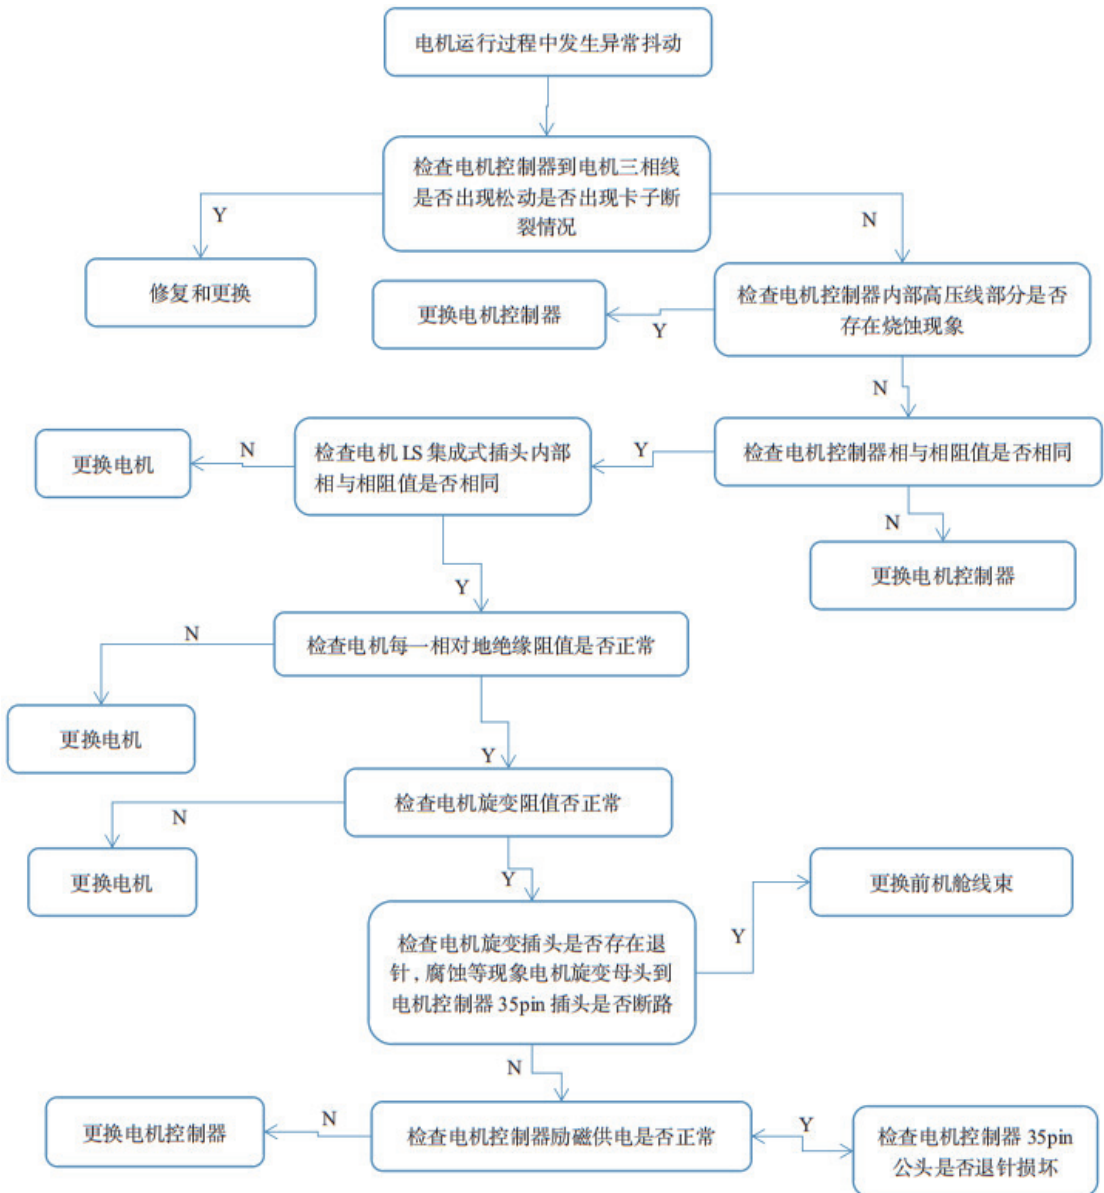 电机运行过程中发生异常抖动
检查电机控制器到电机三相线
是否出现松动是否出现卡子断
裂情况
Y
N
修复和更换
更换电机控制器
Y
检查电机控制器内部高压线部分是否
存在烧蚀现象
N
更换电机
N
检查电机 LS 集成式插头内部
相与相阻值是否相同
Y
检查电机控制器相与相阻值是否相同
N
更换电机控制器
Y
N
检查电机每一相对地绝缘阻值是否正常
更换电机
Y
检查电机旋变阻值否正常
N
更换电机
Y
更换前机舱线束
Y
检查电机旋变插头是否存在退
针，腐蚀等现象电机旋变母头到
电机控制器 35pin 插头是否断路
N
更换电机控制器
N
检查电机控制器励磁供电是否正常
Y
检查电机控制器 35pin
公头是否退针损坏